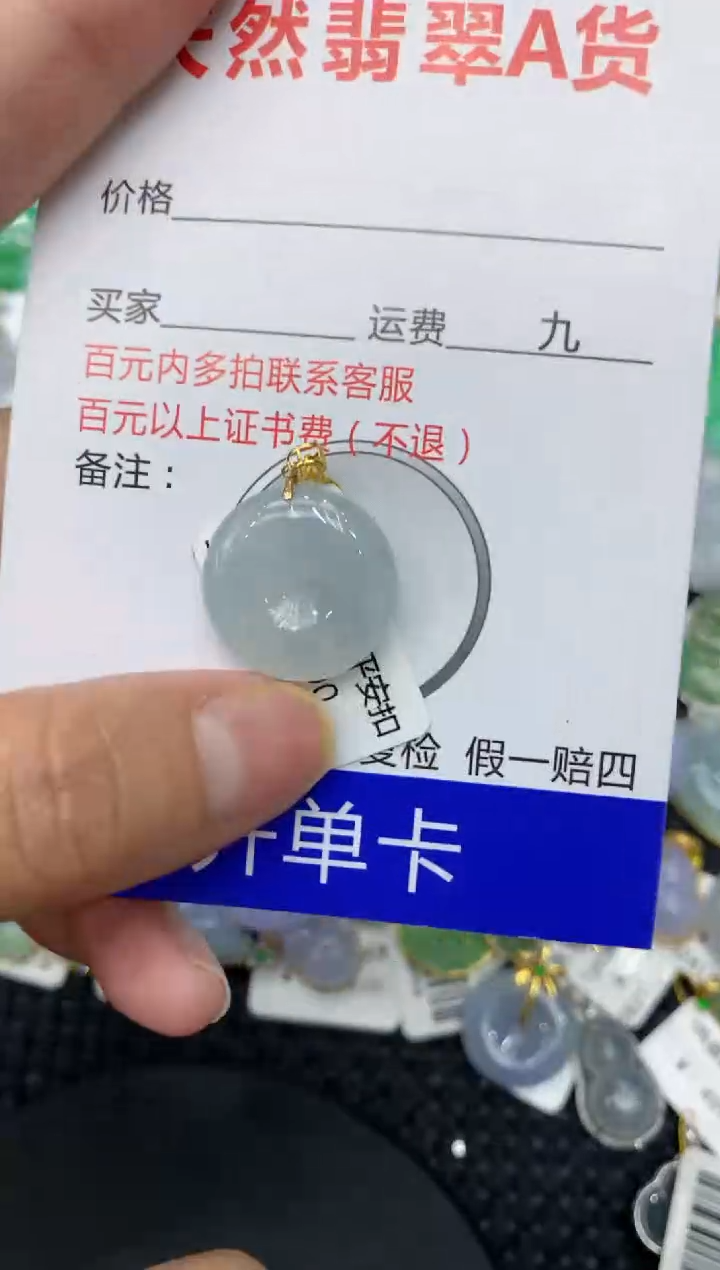 然翡翠A货
价格
买家 运费 九
百元内多拍联系客服
百元以上证书费(不退)
备注：
平安扣
检 假一赔四
单卡